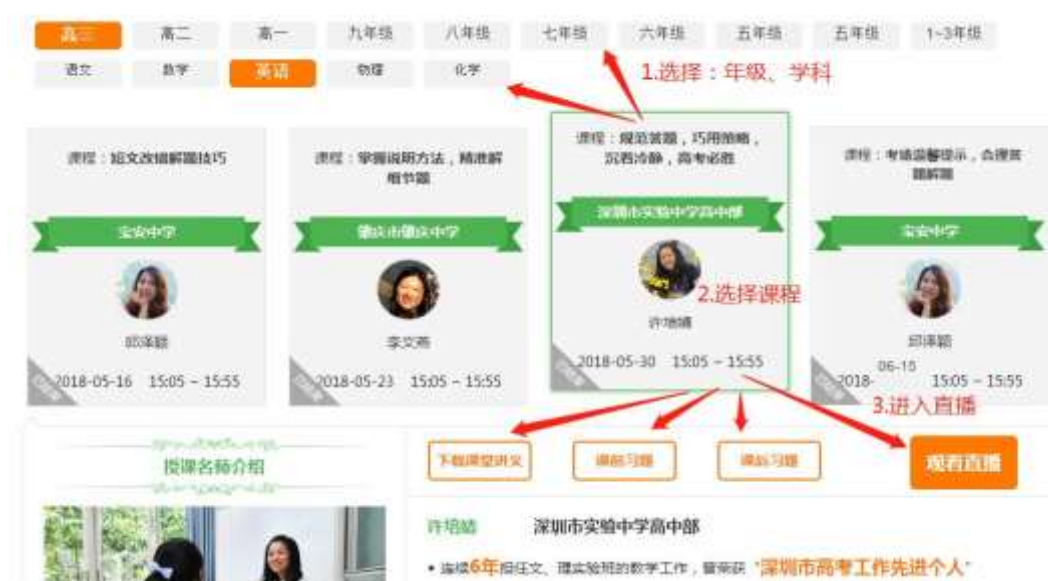 高三 高二 高一 九年级 八年级 七年级 六年级 五年级 五年级 1~3年级
语文 数学 英语 物理 化学
1.选择：年级、学科
课程：短文改错解题技巧
课程：掌握说明方法，精准解
细节题
课程：规范答题，巧用策略，
沉着冷静，高考必胜
课程：考场温馨提示，合理答
题解题
宝安中学
肇庆市肇庆中学
深圳市实验中学高中部
宝安中学
2.选择课程
李文燕
2018-05-16 15:05 ~ 15:55
2018-05-23 15:05 ~ 15:55
2018-05-30 15:05 ~ 15:55
2018- 15:05 ~ 15:55
3.进入直播
授课名师介绍
下载课堂讲义 课前习题 课后习题 观看直播
深圳市实验中学高中部
• 连续6年担任文、理实验班的数学工作，曾荣获 "深圳市高考工作先进个人"